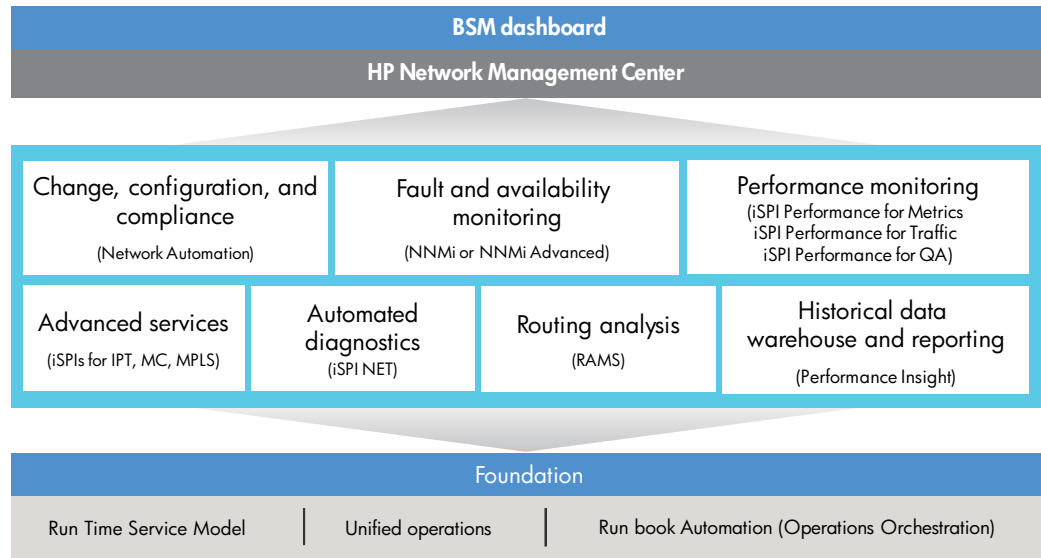 BSM dashboard
HP Network Management Center
Change, configuration, and
compliance
(Network Automation)
Fault and availability
monitoring
(NNMi or NNMi Advanced)
Performance monitoring
(iSPI Performance for Metrics
iSPI Performance for Traffic
iSPI Performance for QA)
Advanced services
(iSPIs for IPT, MC, MPLS)
Automated
diagnostics
(iSPI NET)
Routing analysis
(RAMS)
Historical data
warehouse and reporting
(Performance Insight)
Foundation
Run Time Service Model
Unified operations
Run book Automation (Operations Orchestration)